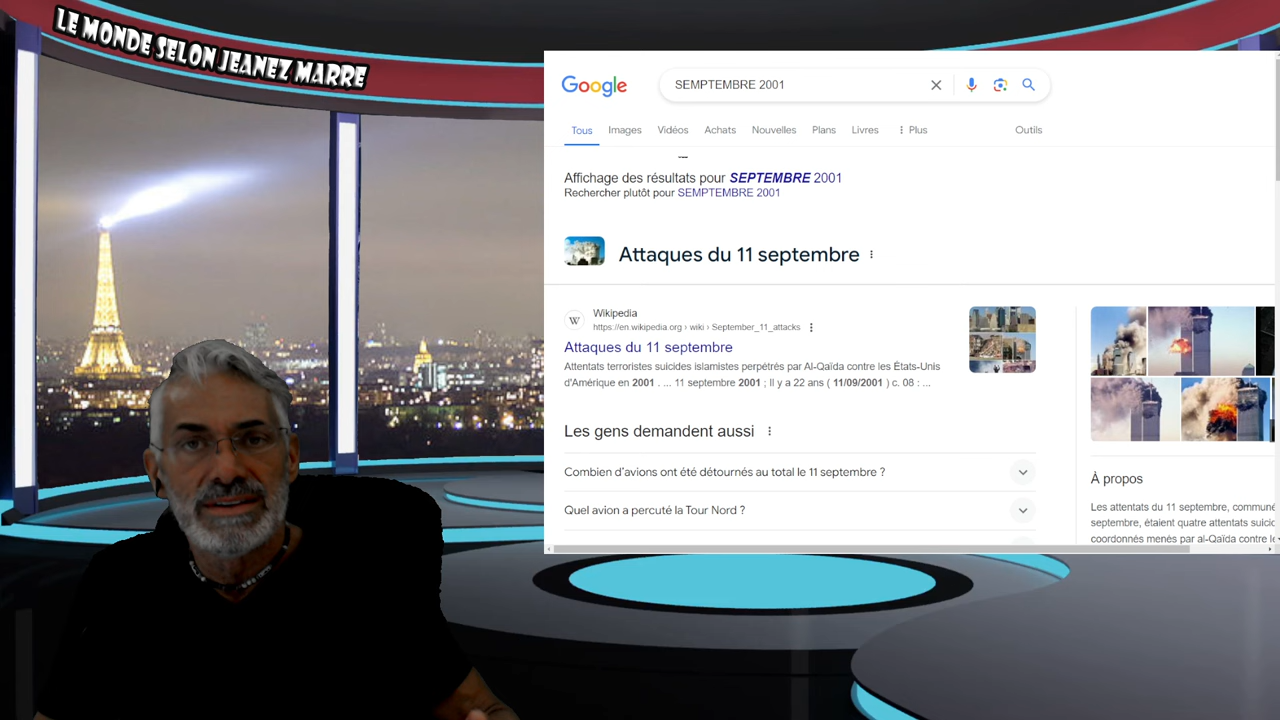 LE MONDE SELON JEANEZ MARRE
Google
SEMPTEMBRE 2001
Tous
Images
Vidéos
Achats
Nouvelles
Plans
Livres
Plus
Outils
Affichage des résultats pour SEPTEMBRE 2001
Rechercher plutôt pour SEMPTEMBRE 2001
Attaques du 11 septembre
W
Wikipedia
https://en.wikipedia.org › wiki › September_11_attacks
Attaques du 11 septembre
Attentats terroristes suicides islamistes perpétrés par Al-Qaïda contre les États-Unis
d'Amérique en 2001 . ... 11 septembre 2001 ; Il y a 22 ans ( 11/09/2001 ) c. 08 : ...
Les gens demandent aussi
Combien d'avions ont été détournés au total le 11 septembre ?
Quel avion a percuté la Tour Nord ?
À propos
Les attentats du 11 septembre, commune
septembre, étaient quatre attentats suicid
coordonnés menés par al-Qaïda contre le